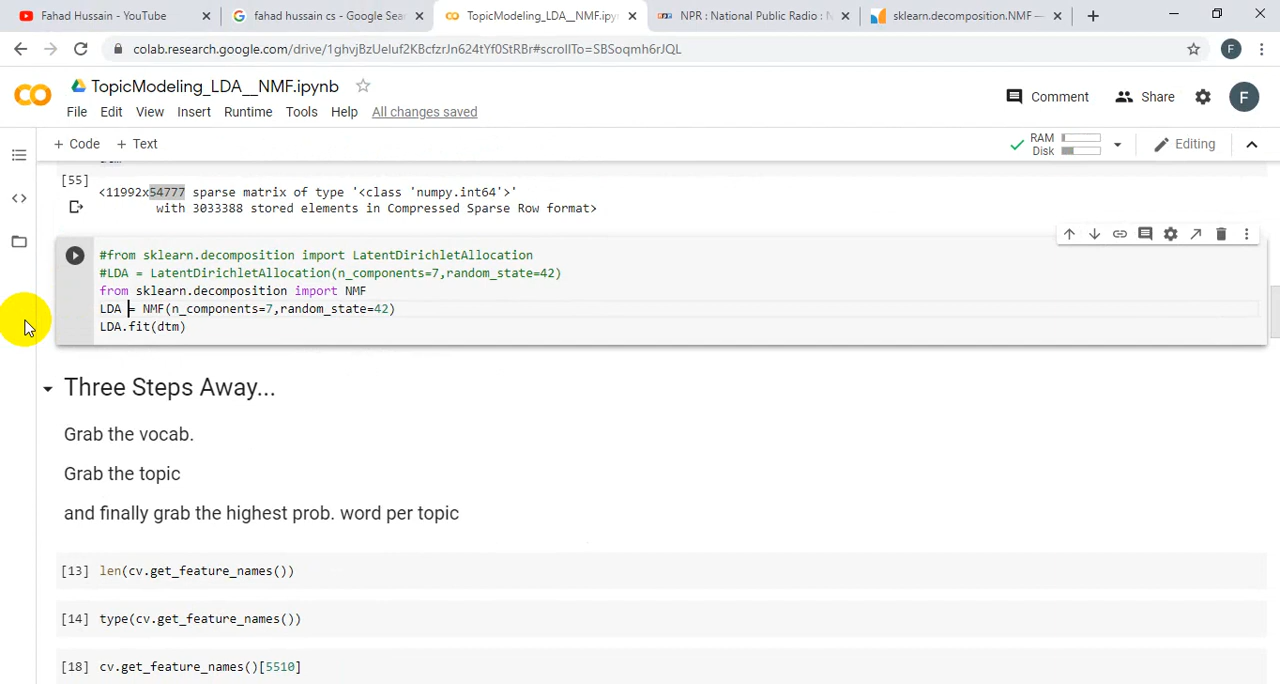 Fahad Hussain - YouTube
fahad hussain cs - Google Sea
TopicModeling_LDA__NMF.ipy
NPR : National Public Radio : N
sklearn.decomposition.NMF —
colab.research.google.com/drive/1ghvjBzUeluf2KBcfzrJn624tYf0StRBr#scrollTo=SBSoqmh6rJQL
F
CO
TopicModeling_LDA__NMF.ipynb
Comment
Share
F
File
Edit
View
Insert
Runtime
Tools
Help
All changes saved
+ Code
+ Text
RAM
Disk
Editing
[55]
<11992x54777 sparse matrix of type '<class 'numpy.int64'>'
with 3033388 stored elements in Compressed Sparse Row format>
#from sklearn.decomposition import LatentDirichletAllocation
#LDA = LatentDirichletAllocation(n_components=7,random_state=42)
from sklearn.decomposition import NMF
LDA = NMF(n_components=7,random_state=42)
LDA.fit(dtm)
Three Steps Away...
Grab the vocab.
Grab the topic
and finally grab the highest prob. word per topic
[13] len(cv.get_feature_names())
[14] type(cv.get_feature_names())
[18] cv.get_feature_names()[5510]